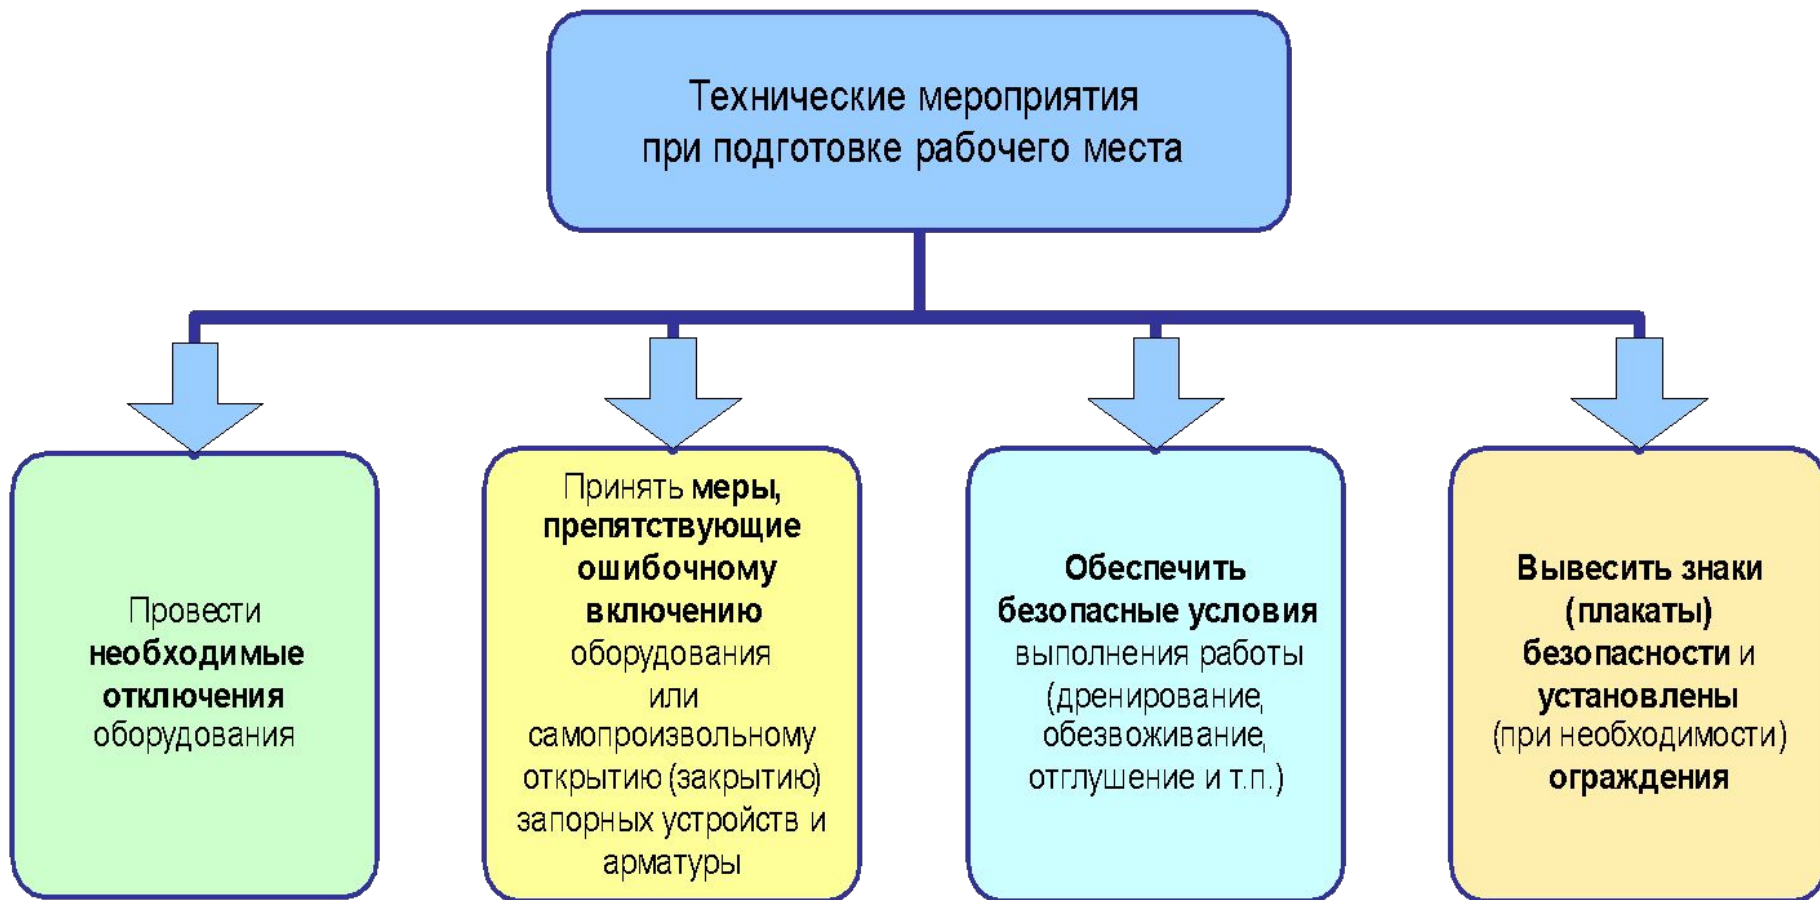 Технические мероприятия
при подготовке рабочего места
Провести
необходимые
отключения
оборудования
Принять меры,
препятствующие
ошибочному
включению
оборудования
или
самопроизвольному
открытию (закрытию)
запорных устройств и
арматуры
Обеспечить
безопасные условия
выполнения работы
(дренирование,
обезвоживание,
отглушение и т.п.)
Вывесить знаки
(плакаты)
безопасности и
установлены
(при необходимости)
ограждения